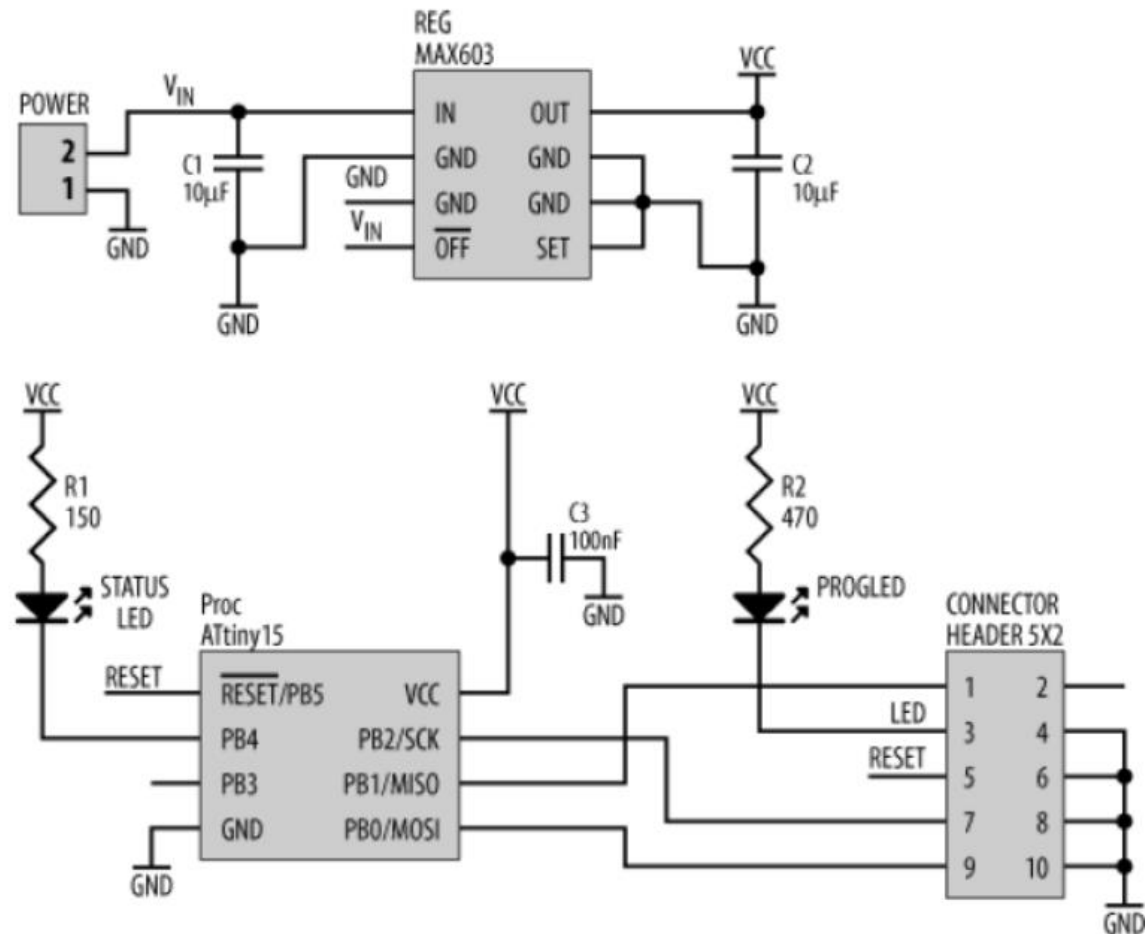 REG
MAX603
VCC
POWER
VIN
2
1
GND
C1
10µF
IN
GND
GND
OFF
OUT
GND
GND
SET
GND
VIN
C2
10µF
GND
GND
VCC
R1
150
STATUS
LED
VCC
C3
100nF
GND
VCC
R2
470
PROGLED
Proc
ATtiny15
RESET
RESET/PB5
PB4
PB3
GND
VCC
PB2/SCK
PB1/MISO
PB0/MOSI
GND
CONNECTOR
HEADER 5X2
LED
RESET
1 2
3 4
5 6
7 8
9 10
GND